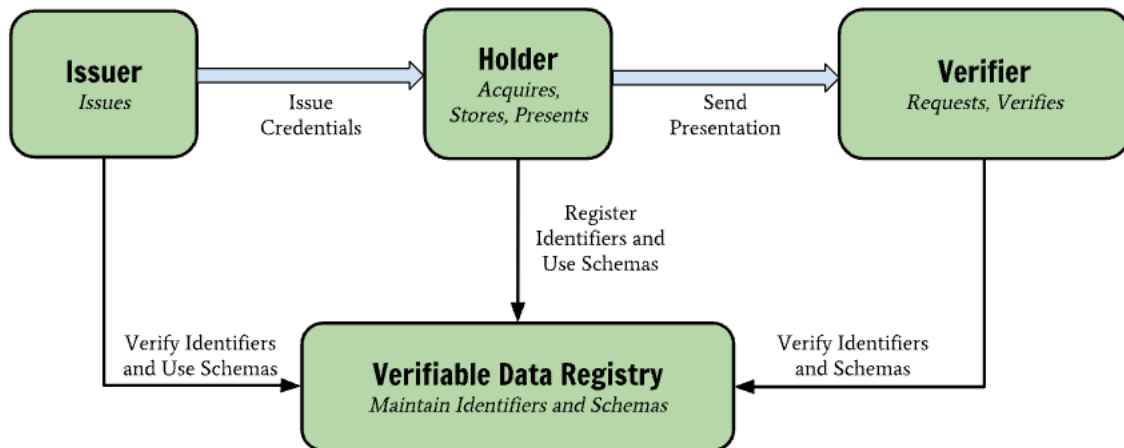 Issuer
Issues
Issue
Credentials
Holder
Acquires,
Stores, Presents
Send
Presentation
Verifier
Requests, Verifies
Register
Identifiers and
Use Schemas
Verify Identifiers
and Use Schemas
Verifiable Data Registry
Maintain Identifiers and Schemas
Verify Identifiers
and Schemas